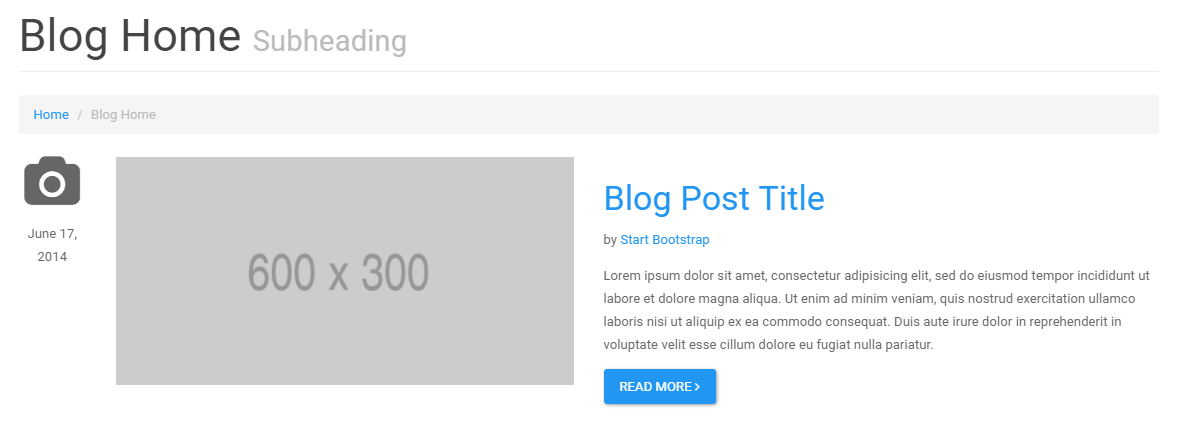 Blog Home Subheading
Home / Blog Home
June 17,
2014
600 x 300
Blog Post Title
by Start Bootstrap
Lorem ipsum dolor sit amet, consectetur adipisicing elit, sed do eiusmod tempor incididunt ut
labore et dolore magna aliqua. Ut enim ad minim veniam, quis nostrud exercitation ullamco
laboris nisi ut aliquip ex ea commodo consequat. Duis aute irure dolor in reprehenderit in
voluptate velit esse cillum dolore eu fugiat nulla pariatur.
READ MORE >